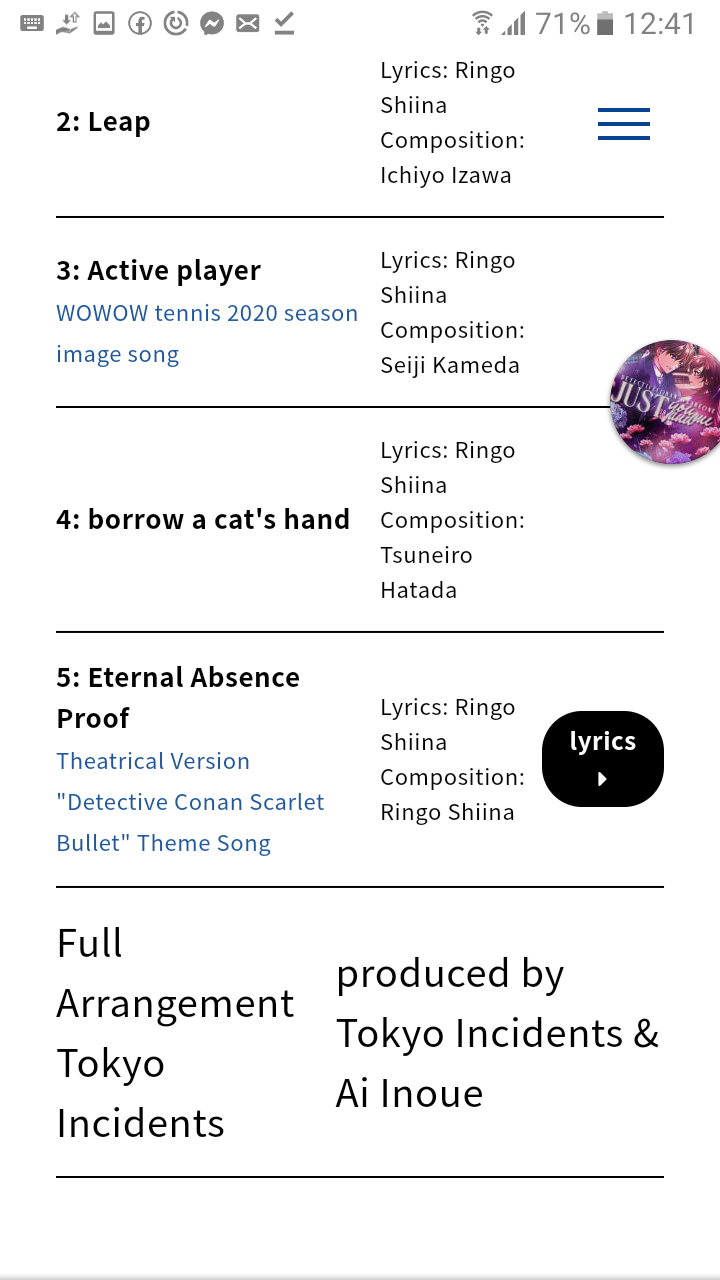 71% 12:41
2: Leap
Lyrics: Ringo
Shiina
Composition:
Ichiyo Izawa
3: Active player
WOWOW tennis 2020 season
image song
Lyrics: Ringo
Shiina
Composition:
Seiji Kameda
JUST
4: borrow a cat's hand
Lyrics: Ringo
Shiina
Composition:
Tsuneiro
Hatada
5: Eternal Absence
Proof
Theatrical Version
"Detective Conan Scarlet
Bullet" Theme Song
Lyrics: Ringo
Shiina
Composition:
Ringo Shiina
lyrics
Full
Arrangement
Tokyo
Incidents
produced by
Tokyo Incidents &
Ai Inoue